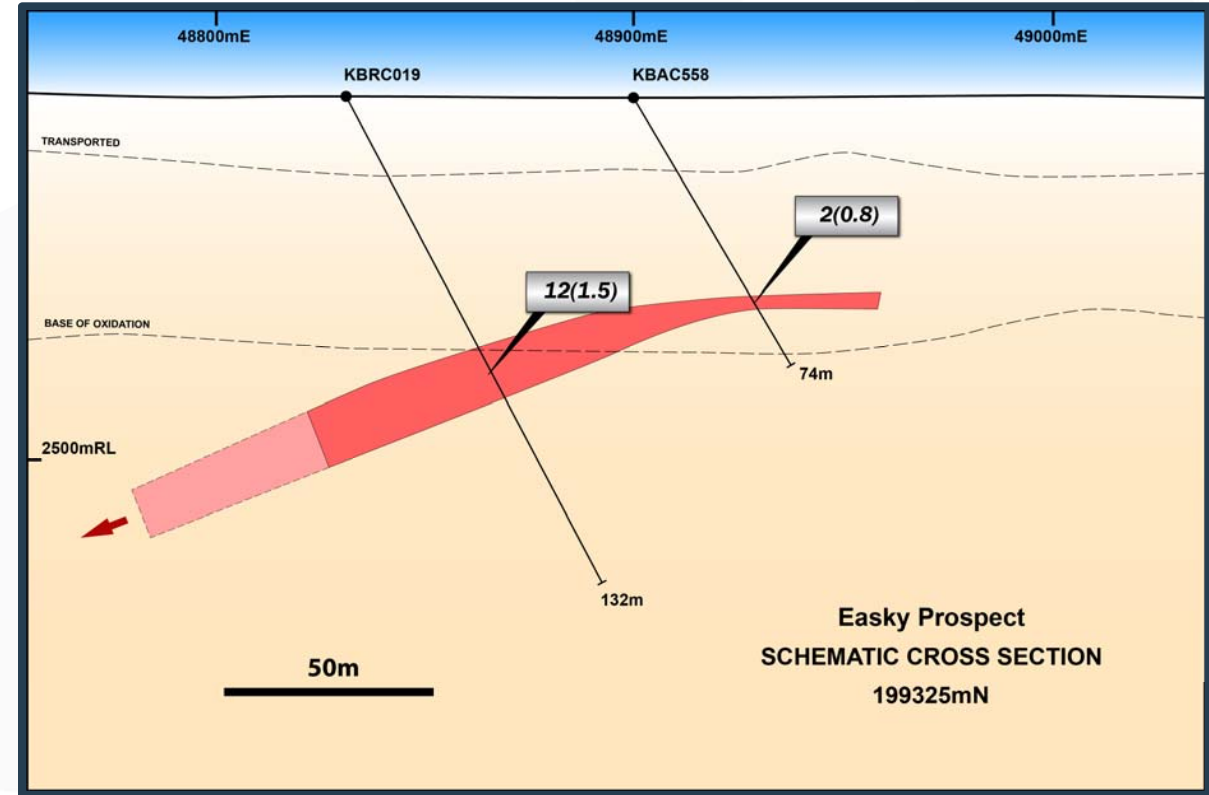 48800mE
48900mE
49000mE
KBRC019
KBAC558
TRANSPORTED
2(0.8)
12(1.5)
BASE OF OXIDATION
74m
2500mRL
132m
Easky Prospect
SCHEMATIC CROSS SECTION
199325mN
50m